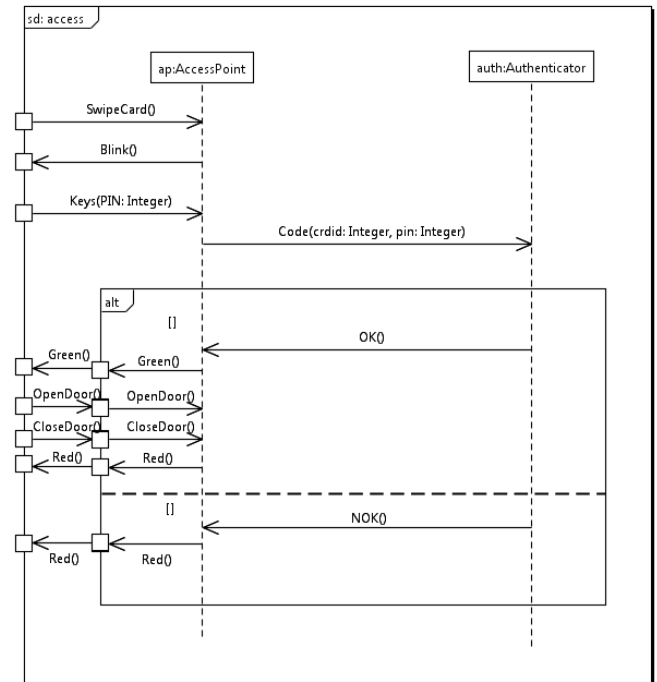 sd: access
ap:AccessPoint
auth:Authenticator
SwipeCard()
Blink()
Keys(PIN: Integer)
Code(crdid: Integer, pin: Integer)
alt
[]
OK()
Green()
Green()
OpenDoor()
OpenDoor()
CloseDoor()
CloseDoor()
Red()
Red()
[]
NOK()
Red()
Red()